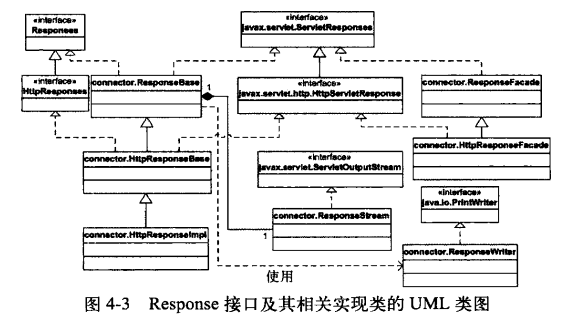 «interface»
Responses
«interface»
javax.servlet.ServletResponses
«interface»
HttpResponses
connector.ResponseBase
1
«interface»
javax.servlet.http.HttpServletResponse
connector.ResponseFacade
connector.HttpResponseBase
connector.HttpResponseFacade
«interface»
javax.servlet.ServletOutputStream
«interface»
java.io.PrintWriter
connector.HttpResponseImpl
connector.ResponseStream
1
connector.ResponseWriter
使用
图 4-3 Response 接口及其相关实现类的 UML 类图